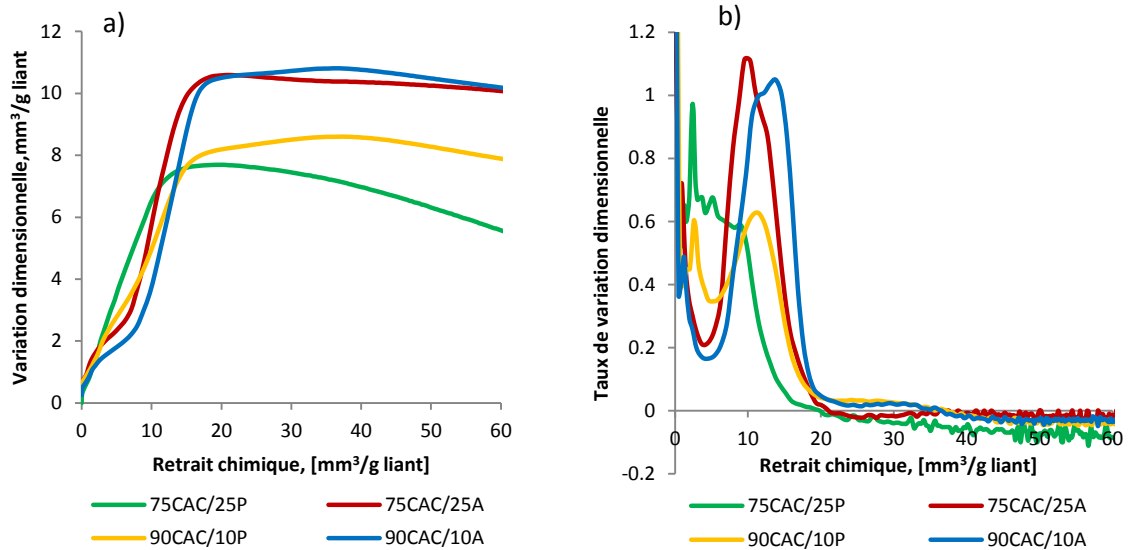 a)
12
10
8
6
4
2
0
Variation dimensionnelle,mm³/g liant
0 10 20 30 40 50 60
Retrait chimique, [mm³/g liant]
75CAC/25P 75CAC/25A
90CAC/10P 90CAC/10A
b)
1.2
1
0.8
0.6
0.4
0.2
0
-0.2
Taux de variation dimensionnelle
0 10 20 30 40 50 60
Retrait chimique, [mm³/g liant]
75CAC/25P 75CAC/25A
90CAC/10P 90CAC/10A